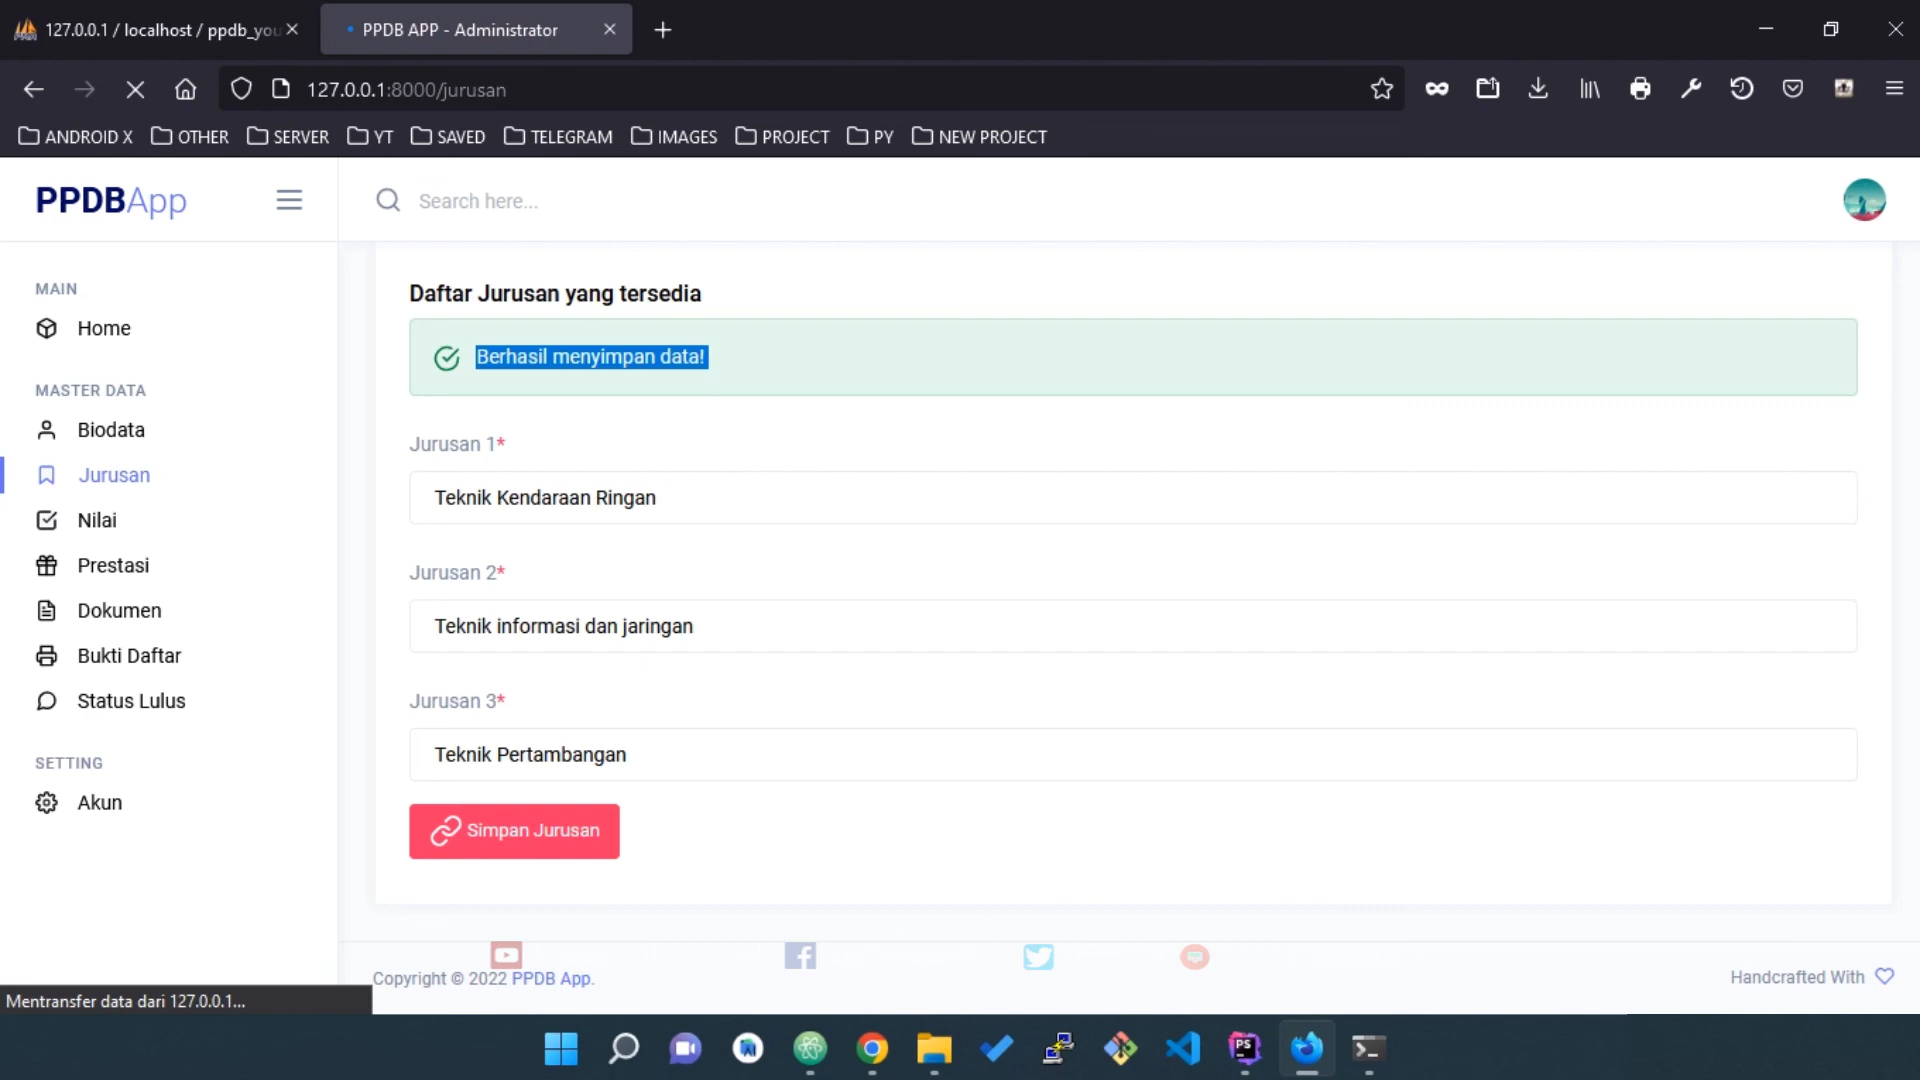 127.0.0.1 / localhost / ppdb_you
PPDB APP - Administrator
127.0.0.1:8000/jurusan
ANDROID X OTHER SERVER YT SAVED TELEGRAM IMAGES PROJECT PY NEW PROJECT
PPDBApp
Search here...
MAIN
Home
MASTER DATA
Biodata
Jurusan
Nilai
Prestasi
Dokumen
Bukti Daftar
Status Lulus
SETTING
Akun
Daftar Jurusan yang tersedia
Berhasil menyimpan data!
Jurusan 1*
Teknik Kendaraan Ringan
Jurusan 2*
Teknik informasi dan jaringan
Jurusan 3*
Teknik Pertambangan
Simpan Jurusan
Copyright © 2022 PPDB App.
Handcrafted With
Mentransfer data dari 127.0.0.1...
PS